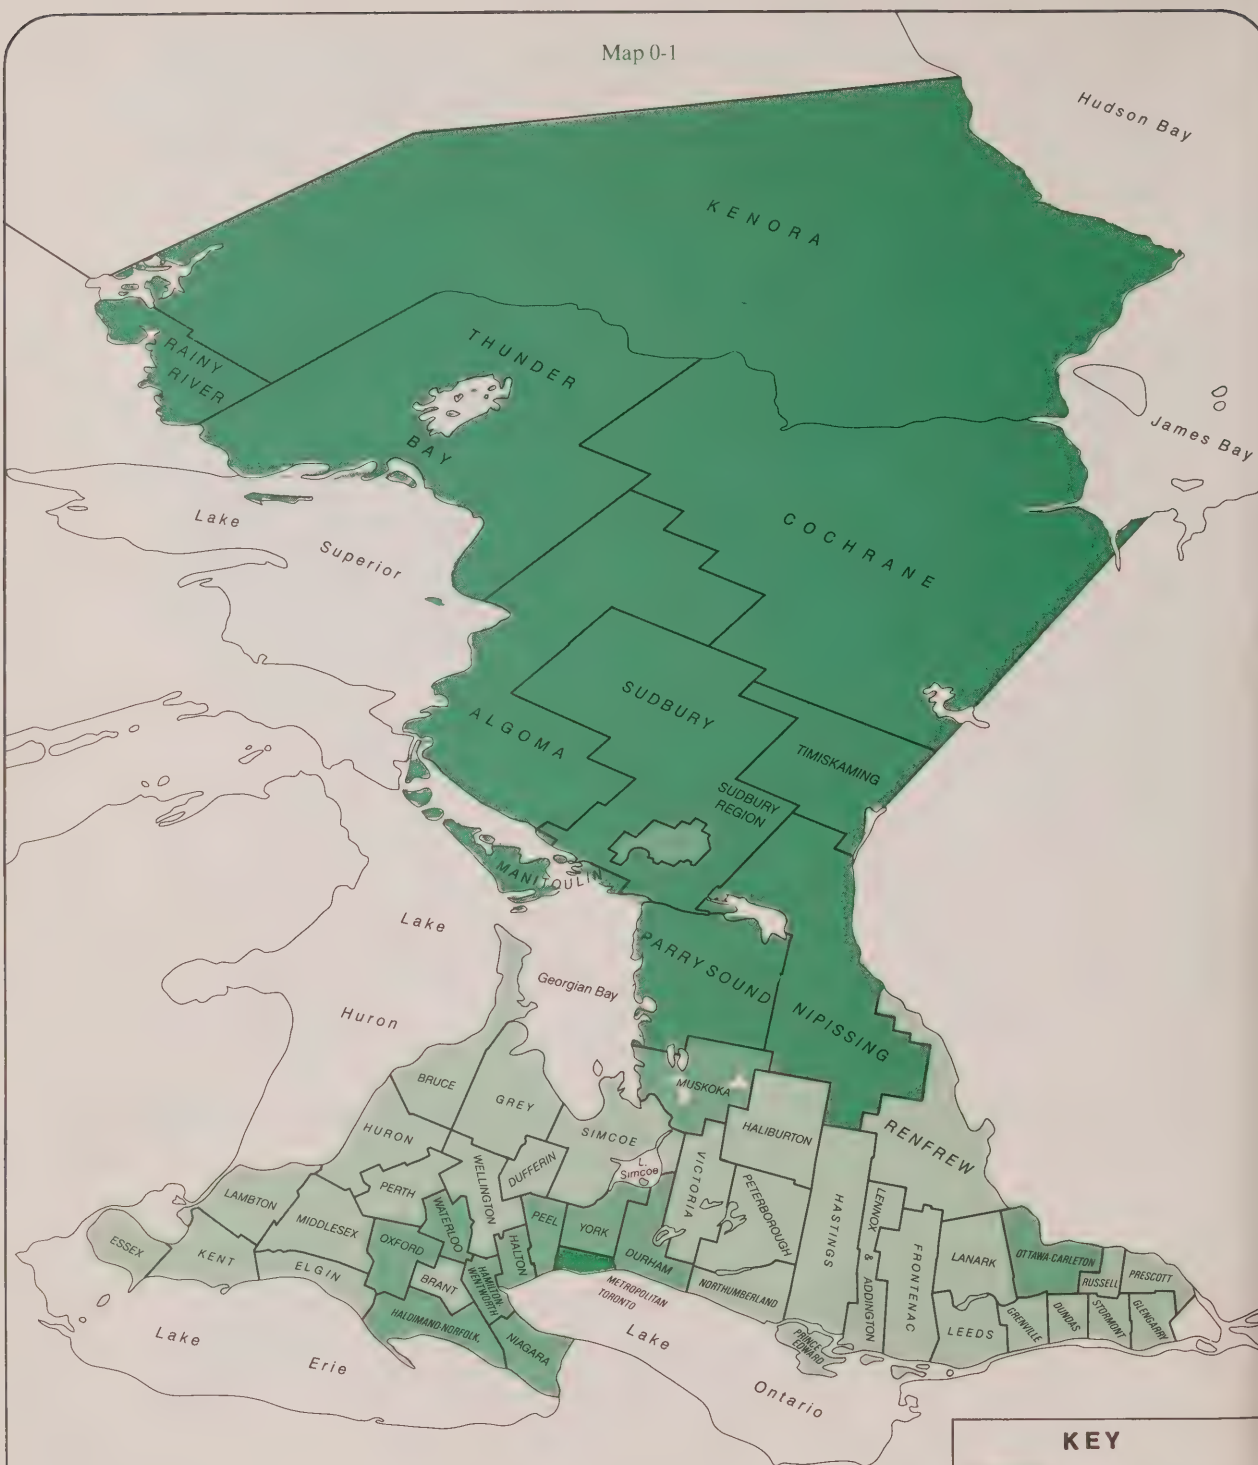 Map 0-1
Hudson Bay
KENORA
THUNDER
BAY
RAINY
RIVER
James Bay
Lake
Superior
COCHRANE
SUDBURY
ALGOMA
TIMISKAMING
SUDBURY
REGION
MANITOULIN
Lake
Huron
Georgian Bay
PARRY SOUND
NIPISSING
MUSKOKA
BRUCE
GREY
SIMCOE
HALIBURTON
RENFREW
HURON
L.
Simcoe
DUFFERIN
WELLINGTON
VICTORIA
PETERBOROUGH
HASTINGS
LENNOX
&
ADDINGTON
FRONTENAC
LAMBTON
MIDDLESEX
PERTH
WATERLOO
PEEL
YORK
DURHAM
LANARK
OTTAWA-CARLETON
RUSSELL
PRESCOTT
ESSEX
KENT
ELGIN
OXFORD
BRANT
HALTON
HAMILTON-
WENTWORTH
METROPOLITAN
TORONTO
NORTHUMBERLAND
PRINCE
EDWARD
LEEDS
GRENVILLE
DUNDAS
STORMONT
GLENGARRY
HALDIMAND-NORFOLK
NIAGARA
Lake
Erie
Lake
Ontario
KEY